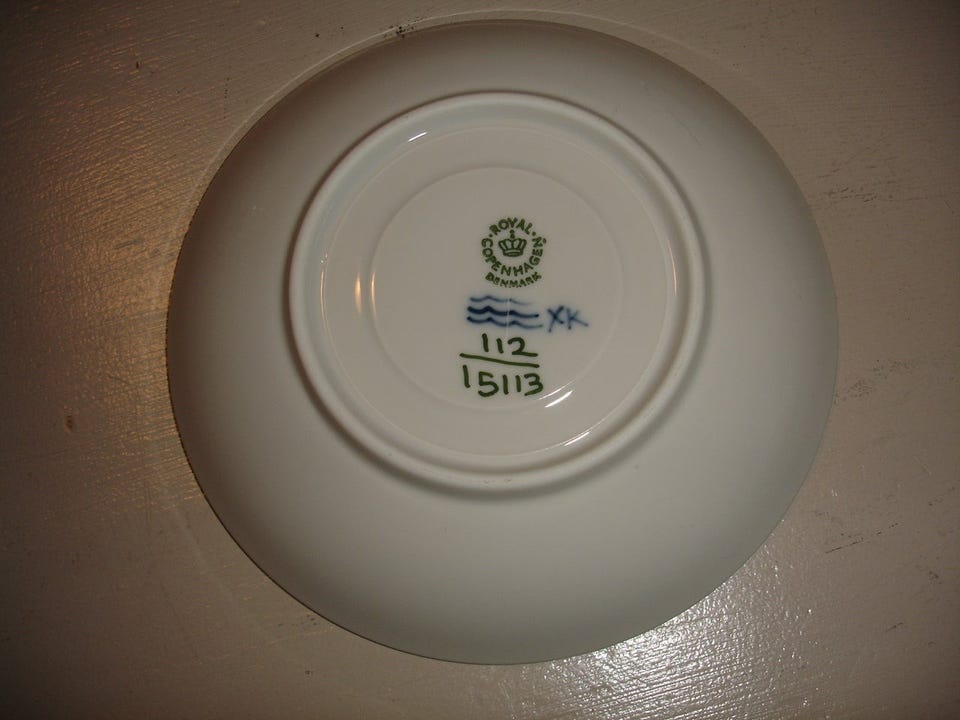 ROYAL
COPENHAGEN
DENMARK
XK
112
15113